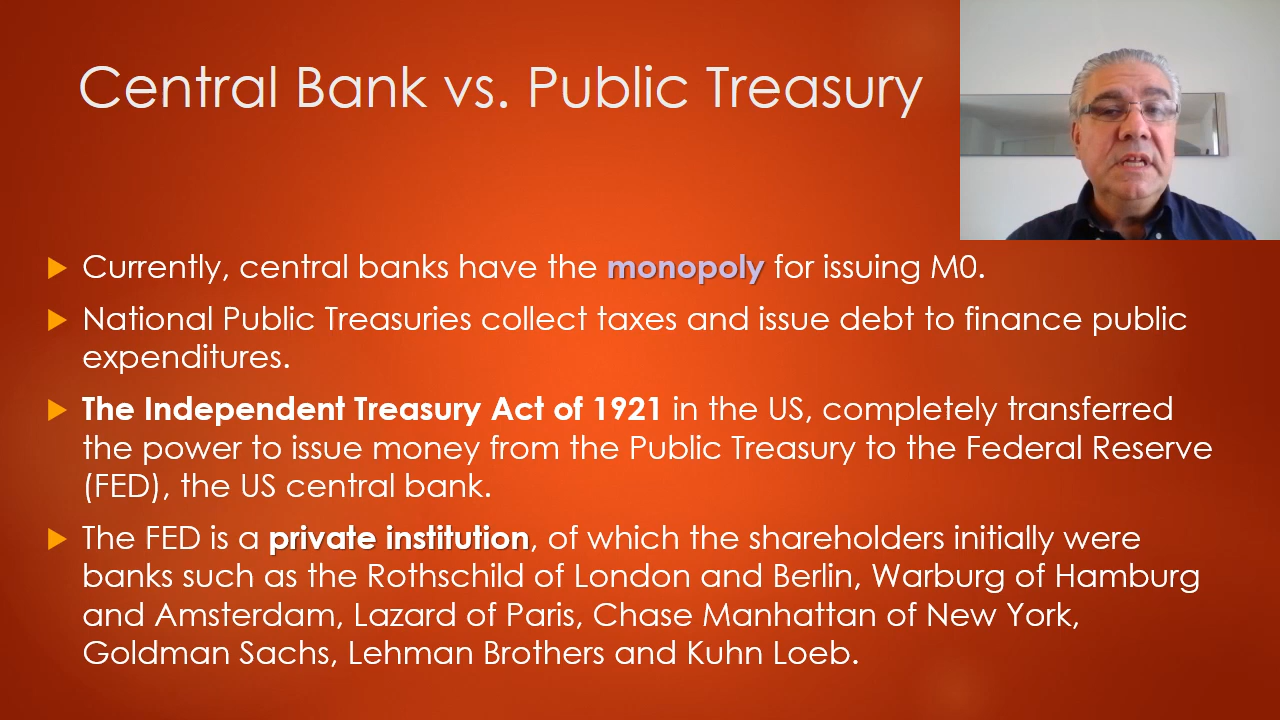 Central Bank vs. Public Treasury
Currently, central banks have the monopoly for issuing M0.
National Public Treasuries collect taxes and issue debt to finance public
expenditures.
The Independent Treasury Act of 1921 in the US, completely transferred
the power to issue money from the Public Treasury to the Federal Reserve
(FED), the US central bank.
The FED is a private institution, of which the shareholders initially were
banks such as the Rothschild of London and Berlin, Warburg of Hamburg
and Amsterdam, Lazard of Paris, Chase Manhattan of New York,
Goldman Sachs, Lehman Brothers and Kuhn Loeb.